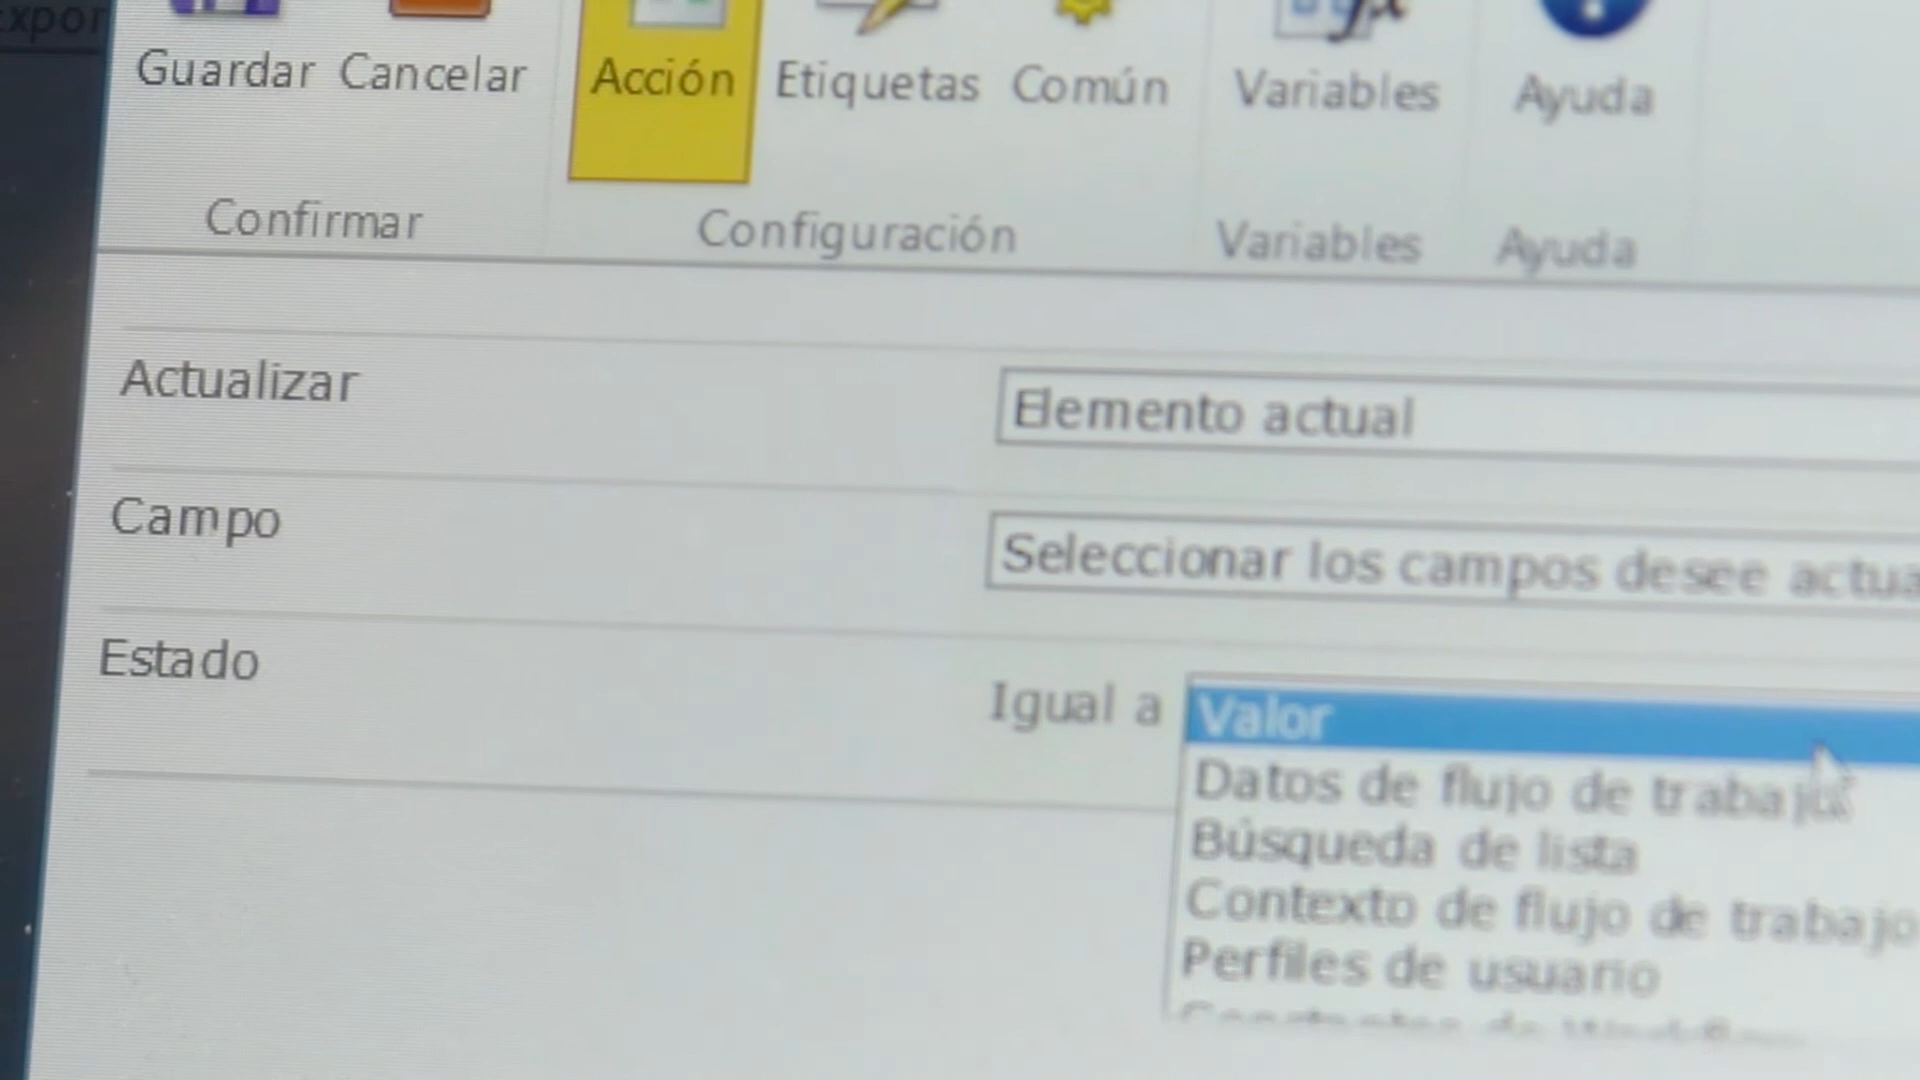 Guardar Cancelar Acción Etiquetas Común Variables Ayuda
Confirmar Configuración Variables Ayuda
Actualizar Elemento actual
Campo Seleccionar los campos desee
Estado Igual a Valor
Datos de flujo de trabajo
Búsqueda de lista
Contexto de flujo de trabajo
Perfiles de usuario